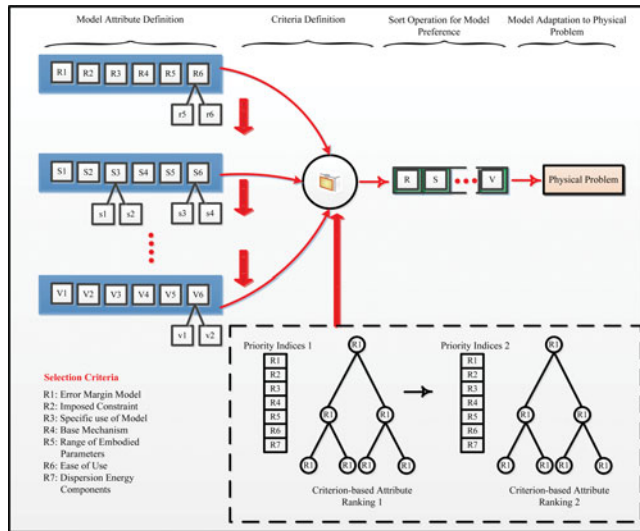 Model Attribute Definition
Criteria Definition
Sort Operation for Model
Preference
Model Adaptation to Physical
Problem
R1 R2 R3 R4 R5 R6
r5 r6
S1 S2 S3 S4 S5 S6
s1 s2 s3 s4
R S V
Physical Problem
V1 V2 V3 V4 V5 V6
v1 v2
Selection Criteria
R1: Error Margin Model
R2: Imposed Constraint
R3: Specific use of Model
R4: Base Mechanism
R5: Range of Embodied
Parameters
R6: Ease of Use
R7: Dispersion Energy
Components
Priority Indices 1
R1
R2
R3
R4
R5
R6
R7
R1
R1 R1
R1 R1 R1 R1
Criterion-based Attribute
Ranking 1
Priority Indices 2
R1
R2
R3
R4
R5
R6
R7
R1
R1 R1
R1 R1 R1 R1
Criterion-based Attribute
Ranking 2